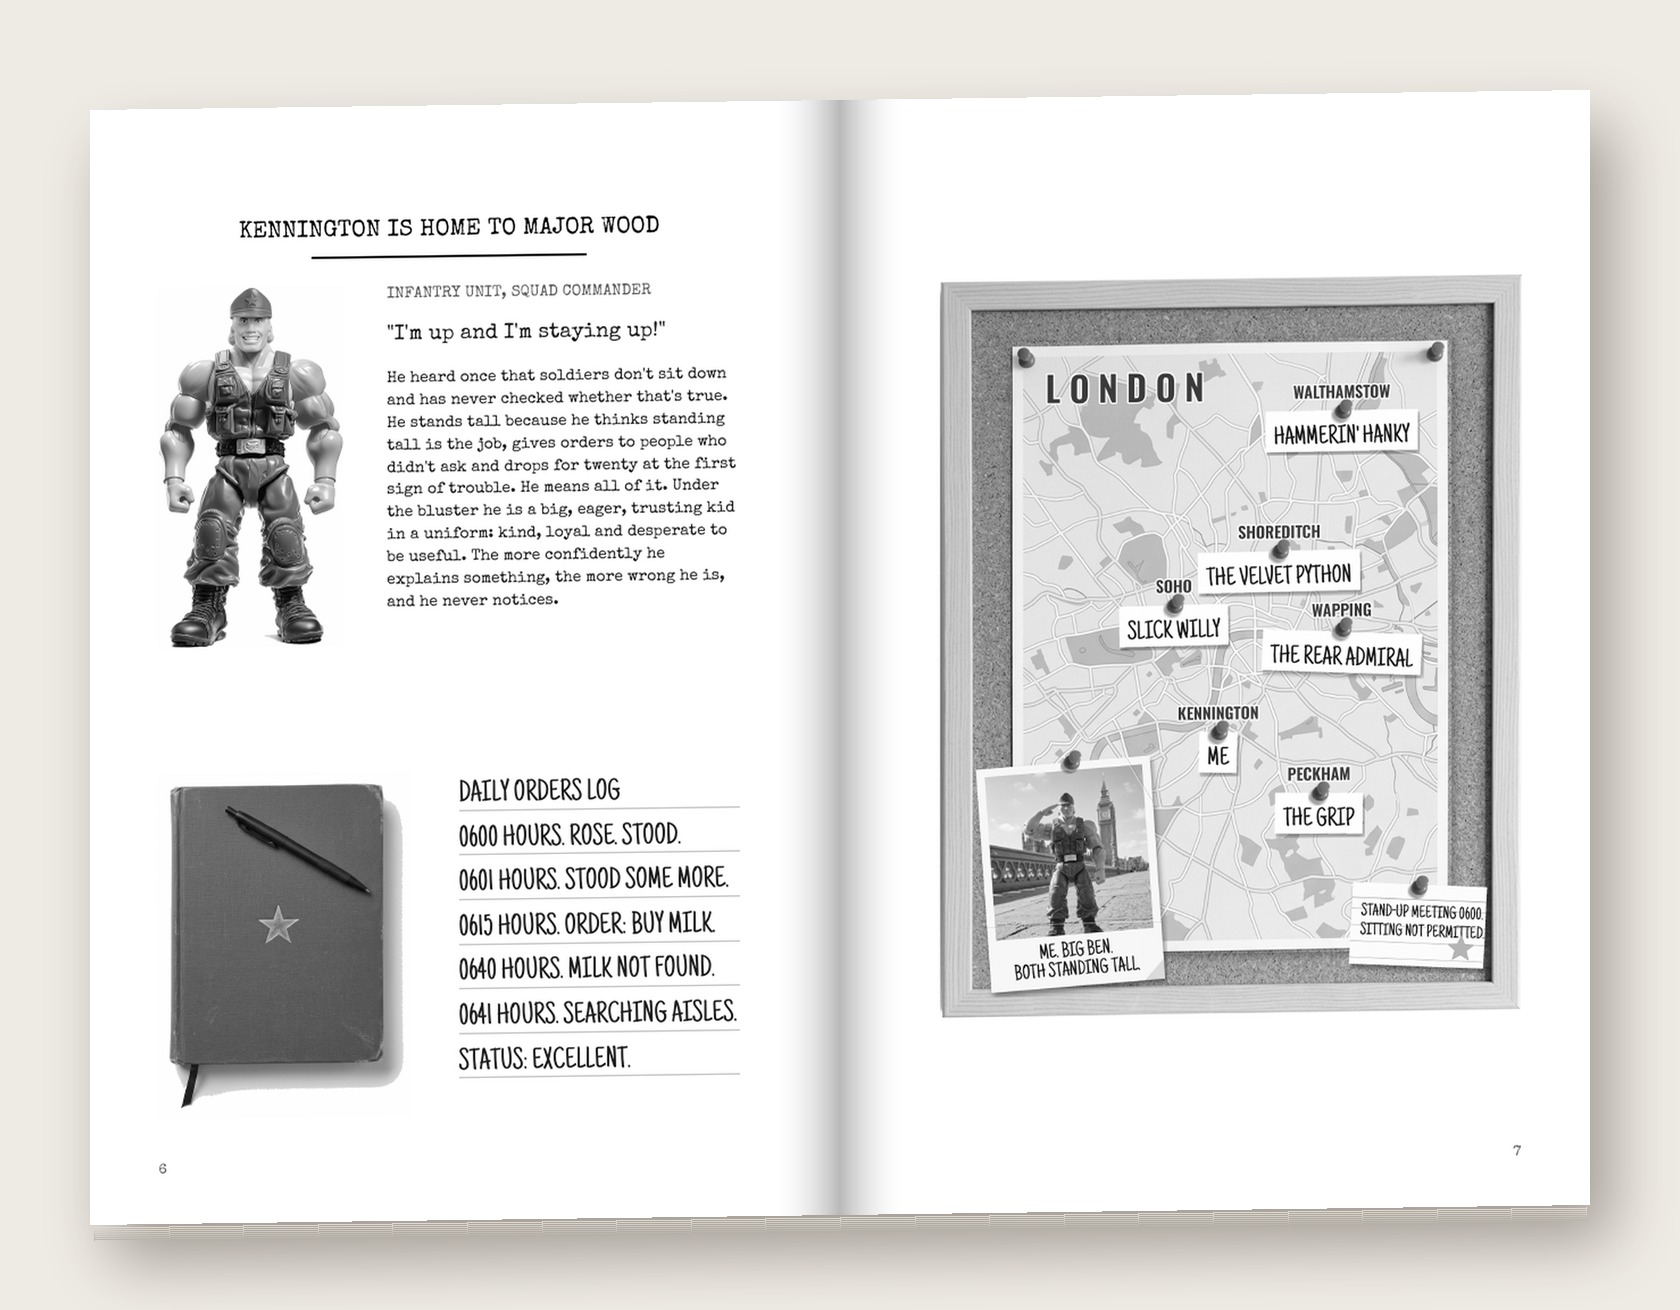 KENNINGTON IS HOME TO MAJOR WOOD
INFANTRY UNIT, SQUAD COMMANDER
"I'm up and I'm staying up!"
He heard once that soldiers don't sit down
and has never checked whether that's true.
He stands tall because he thinks standing
tall is the job, gives orders to people who
didn't ask and drops for twenty at the first
sign of trouble. He means all of it. Under
the bluster he is a big, eager, trusting kid
in a uniform: kind, loyal and desperate to
be useful. The more confidently he
explains something, the more wrong he is,
and he never notices.
DAILY ORDERS LOG
0600 HOURS. ROSE. STOOD.
0601 HOURS. STOOD SOME MORE.
0615 HOURS. ORDER: BUY MILK.
0640 HOURS. MILK NOT FOUND.
0641 HOURS. SEARCHING AISLES.
STATUS: EXCELLENT.
6
LONDON
WALTHAMSTOW
HAMMERIN' HANKY
SHOREDITCH
THE VELVET PYTHON
SOHO
SLICK WILLY
WAPPING
THE REAR ADMIRAL
KENNINGTON
ME
PECKHAM
THE GRIP
ME. BIG BEN.
BOTH STANDING TALL.
STAND-UP MEETING 0600.
SITTING NOT PERMITTED.
7